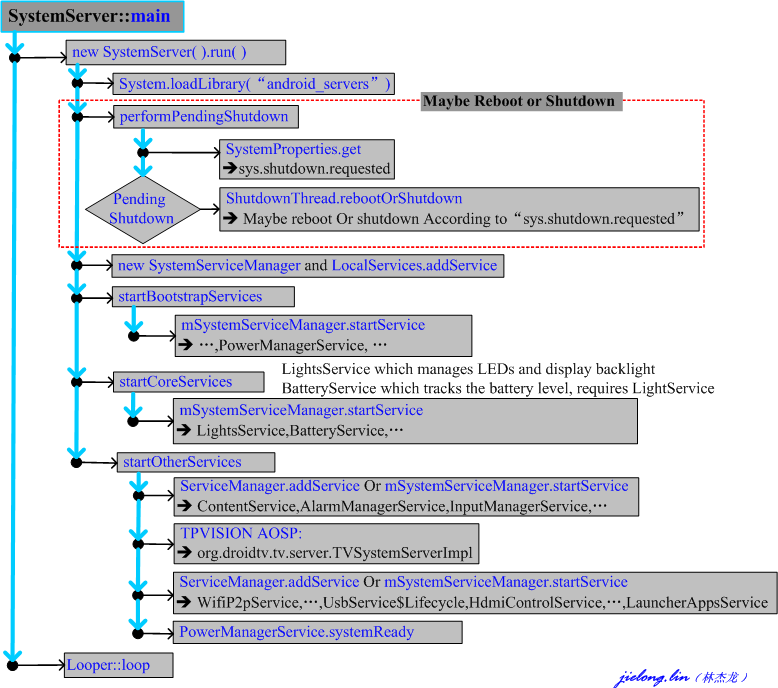 SystemServer::main
new SystemServer( ).run( )
System.loadLibrary(“android_servers”)
Maybe Reboot or Shutdown
performPendingShutdown
SystemProperties.get
➔sys.shutdown.requested
Pending
Shutdown
ShutdownThread.rebootOrShutdown
➔ Maybe reboot Or shutdown According to “sys.shutdown.requested”
new SystemServiceManager and LocalServices.addService
startBootstrapServices
mSystemServiceManager.startService
➔ …,PowerManagerService, …
LightsService which manages LEDs and display backlight
BatteryService which tracks the battery level, requires LightService
startCoreServices
mSystemServiceManager.startService
➔ LightsService,BatteryService,…
startOtherServices
ServiceManager.addService Or mSystemServiceManager.startService
➔ ContentService,AlarmManagerService,InputManagerService,…
TPVISION AOSP:
➔ org.droidtv.tv.server.TVSystemServerImpl
ServiceManager.addService Or mSystemServiceManager.startService
➔ WifiP2pService,…,UsbService$Lifecycle,HdmiControlService,…,LauncherAppsService
PowerManagerService.systemReady
Looper::loop
jielong.lin（林杰龙）